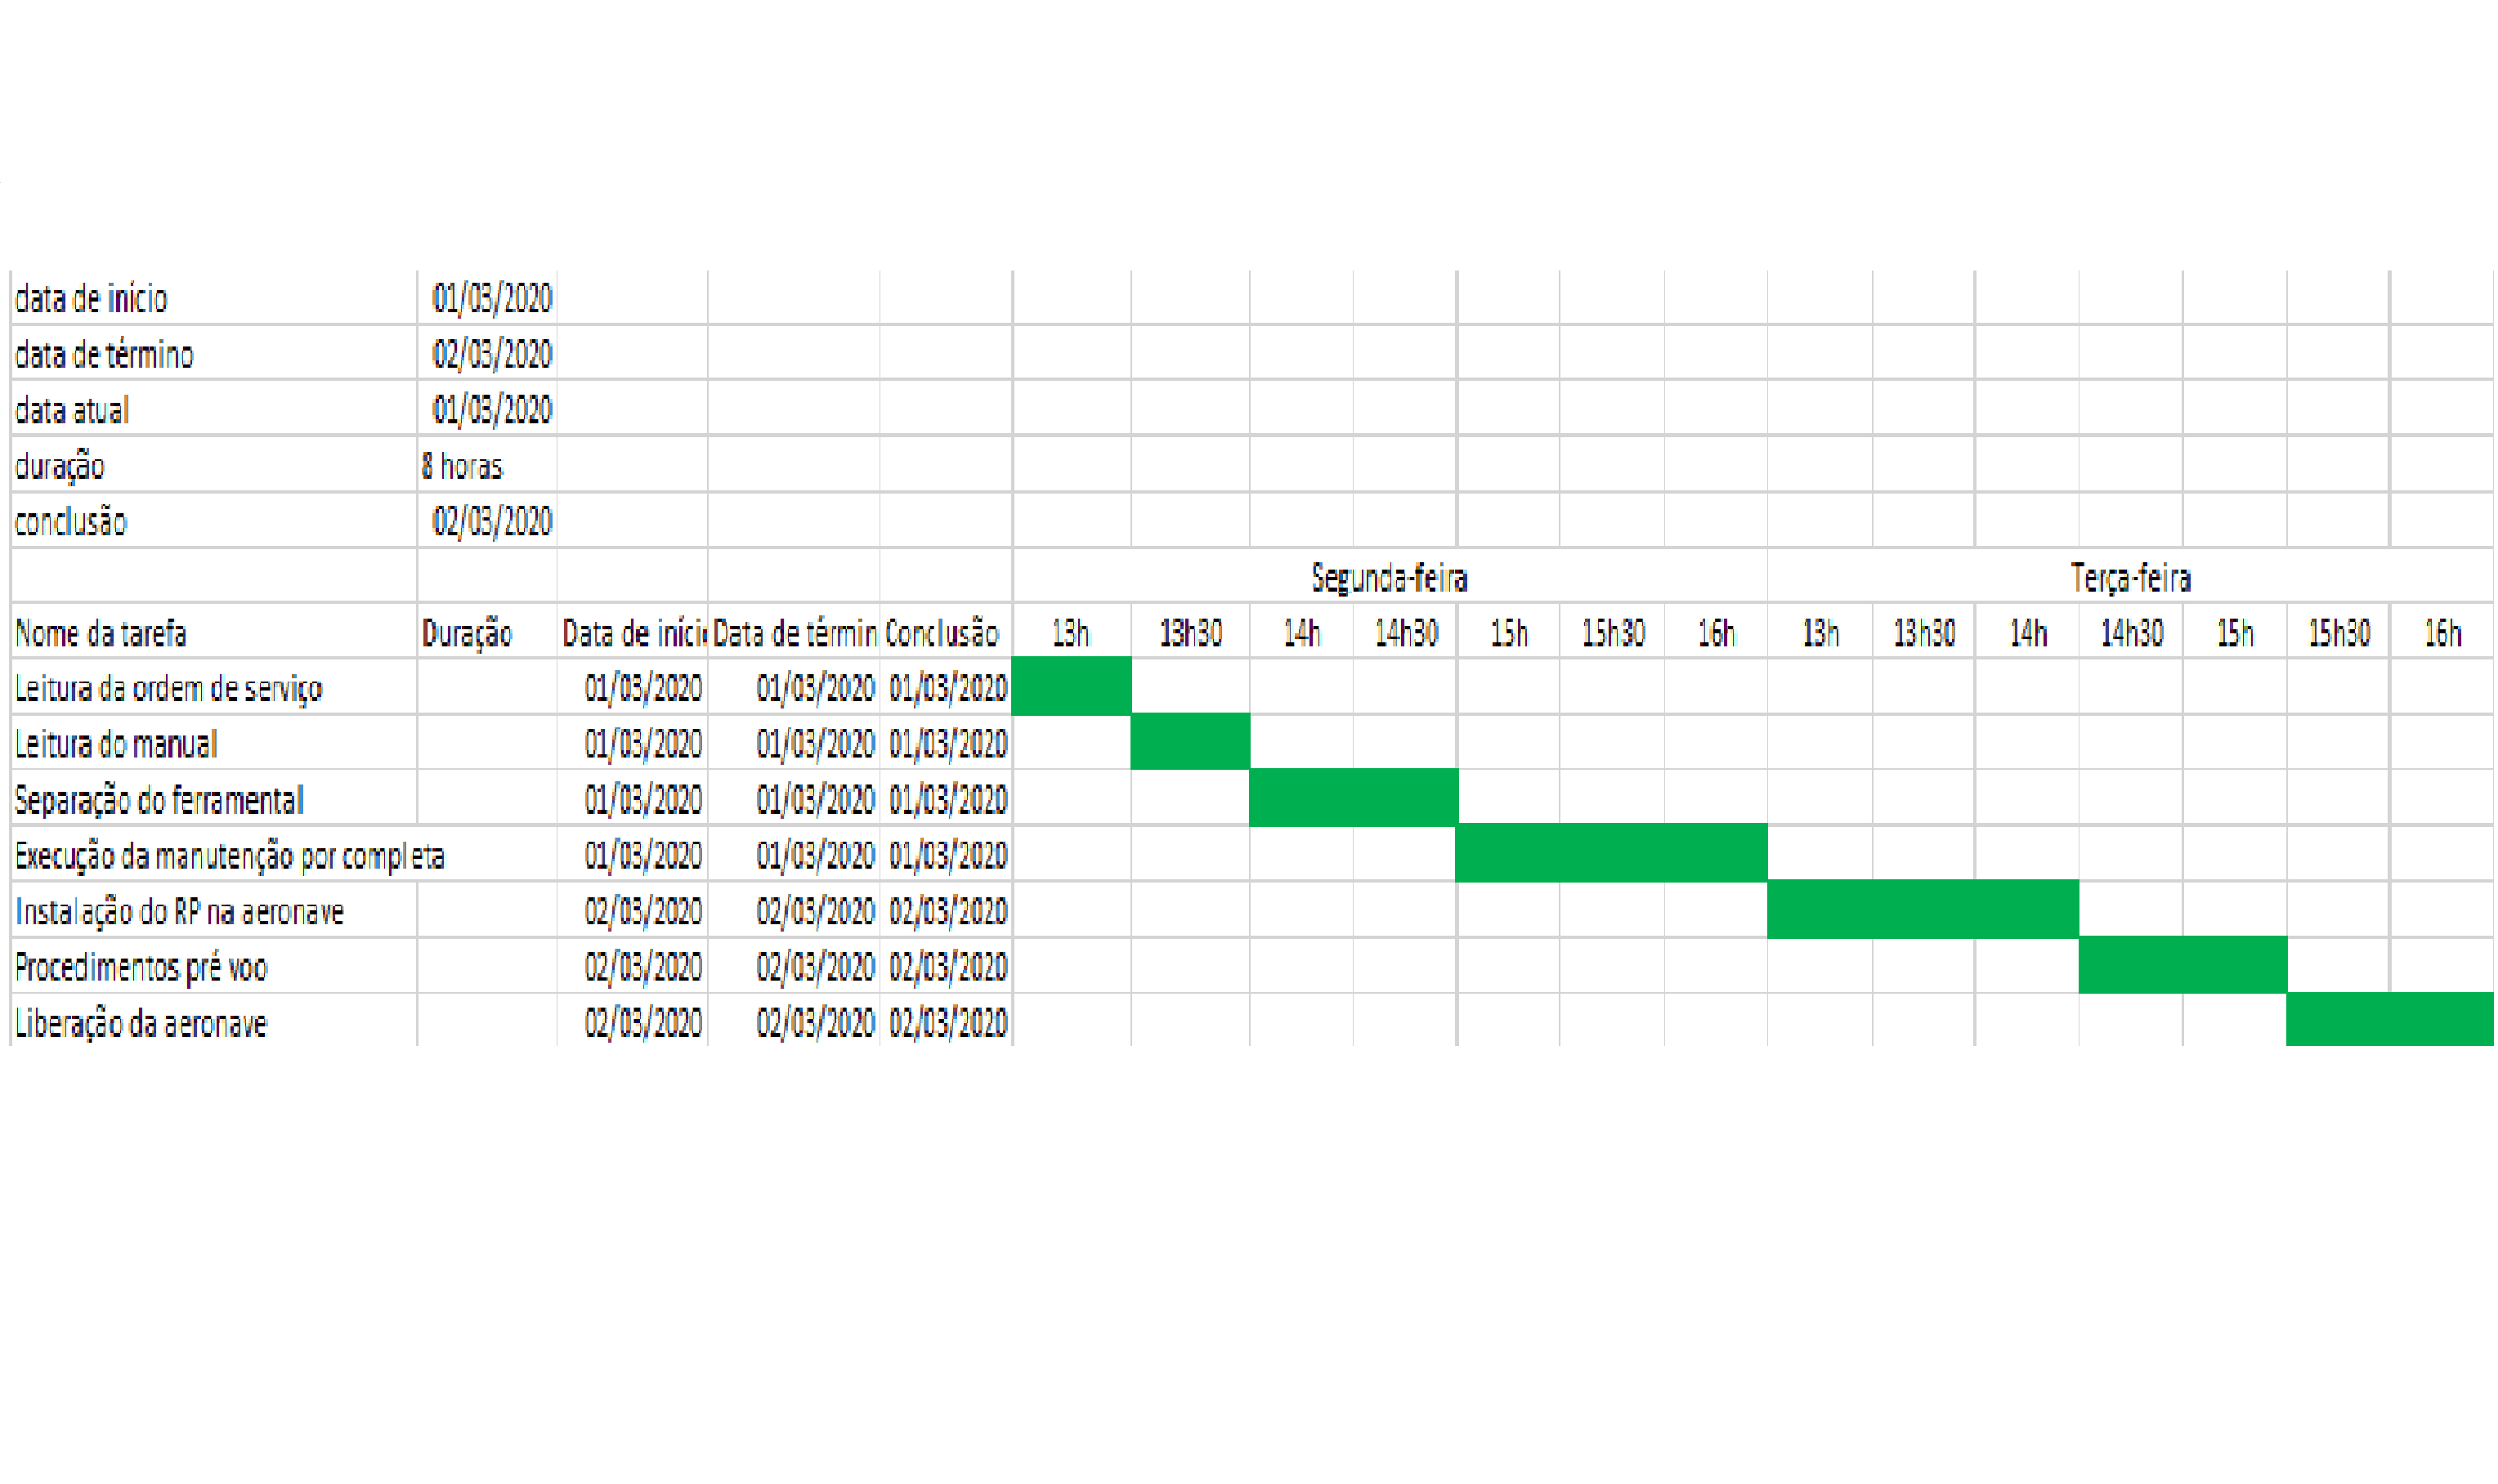 data de início 01/03/2020
data de término 02/03/2020
data atual 01/03/2020
duração 8 horas
conclusão 02/03/2020
Segunda-feira Terça-feira
Nome da tarefa Duração Data de iníci Data de términ Conclusão 13h 13h30 14h 14h30 15h 15h30 16h 13h 13h30 14h 14h30 15h 15h30 16h
Leitura da ordem de serviço 01/03/2020 01/03/2020 01/03/2020
Leitura do manual 01/03/2020 01/03/2020 01/03/2020
Separação do ferramental 01/03/2020 01/03/2020 01/03/2020
Execução da manutenção por completa 01/03/2020 01/03/2020 01/03/2020
Instalação do RP na aeronave 02/03/2020 02/03/2020 02/03/2020
Procedimentos pré voo 02/03/2020 02/03/2020 02/03/2020
Liberação da aeronave 02/03/2020 02/03/2020 02/03/2020